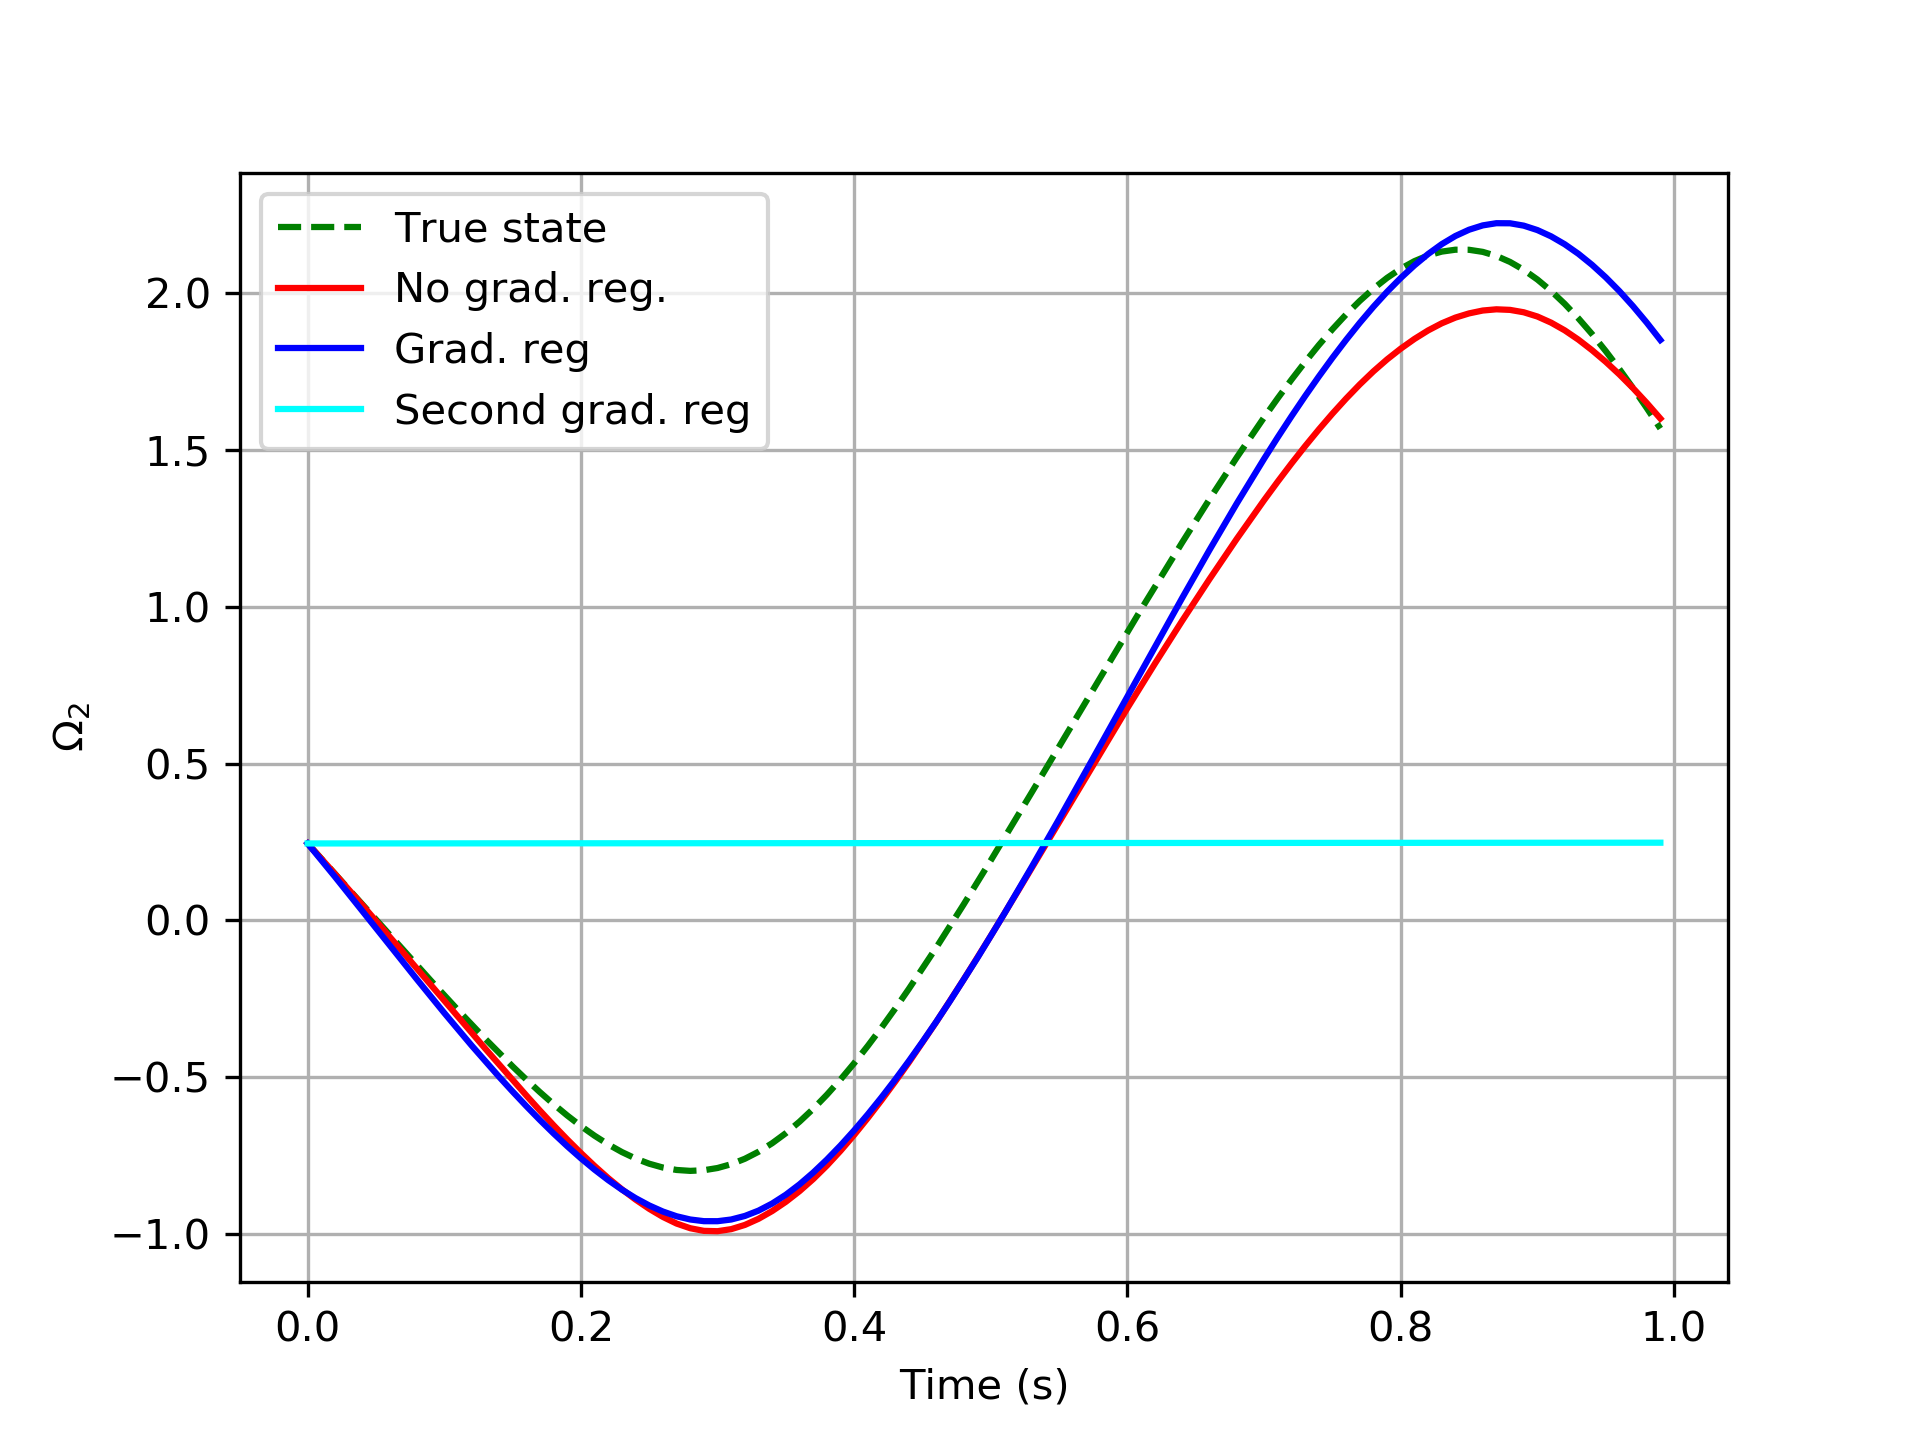 True state
No grad. reg.
Grad. reg
Second grad. reg
2.0
1.5
1.0
0.5
0.0
−0.5
−1.0
Ω₂
0.0 0.2 0.4 0.6 0.8 1.0
Time (s)